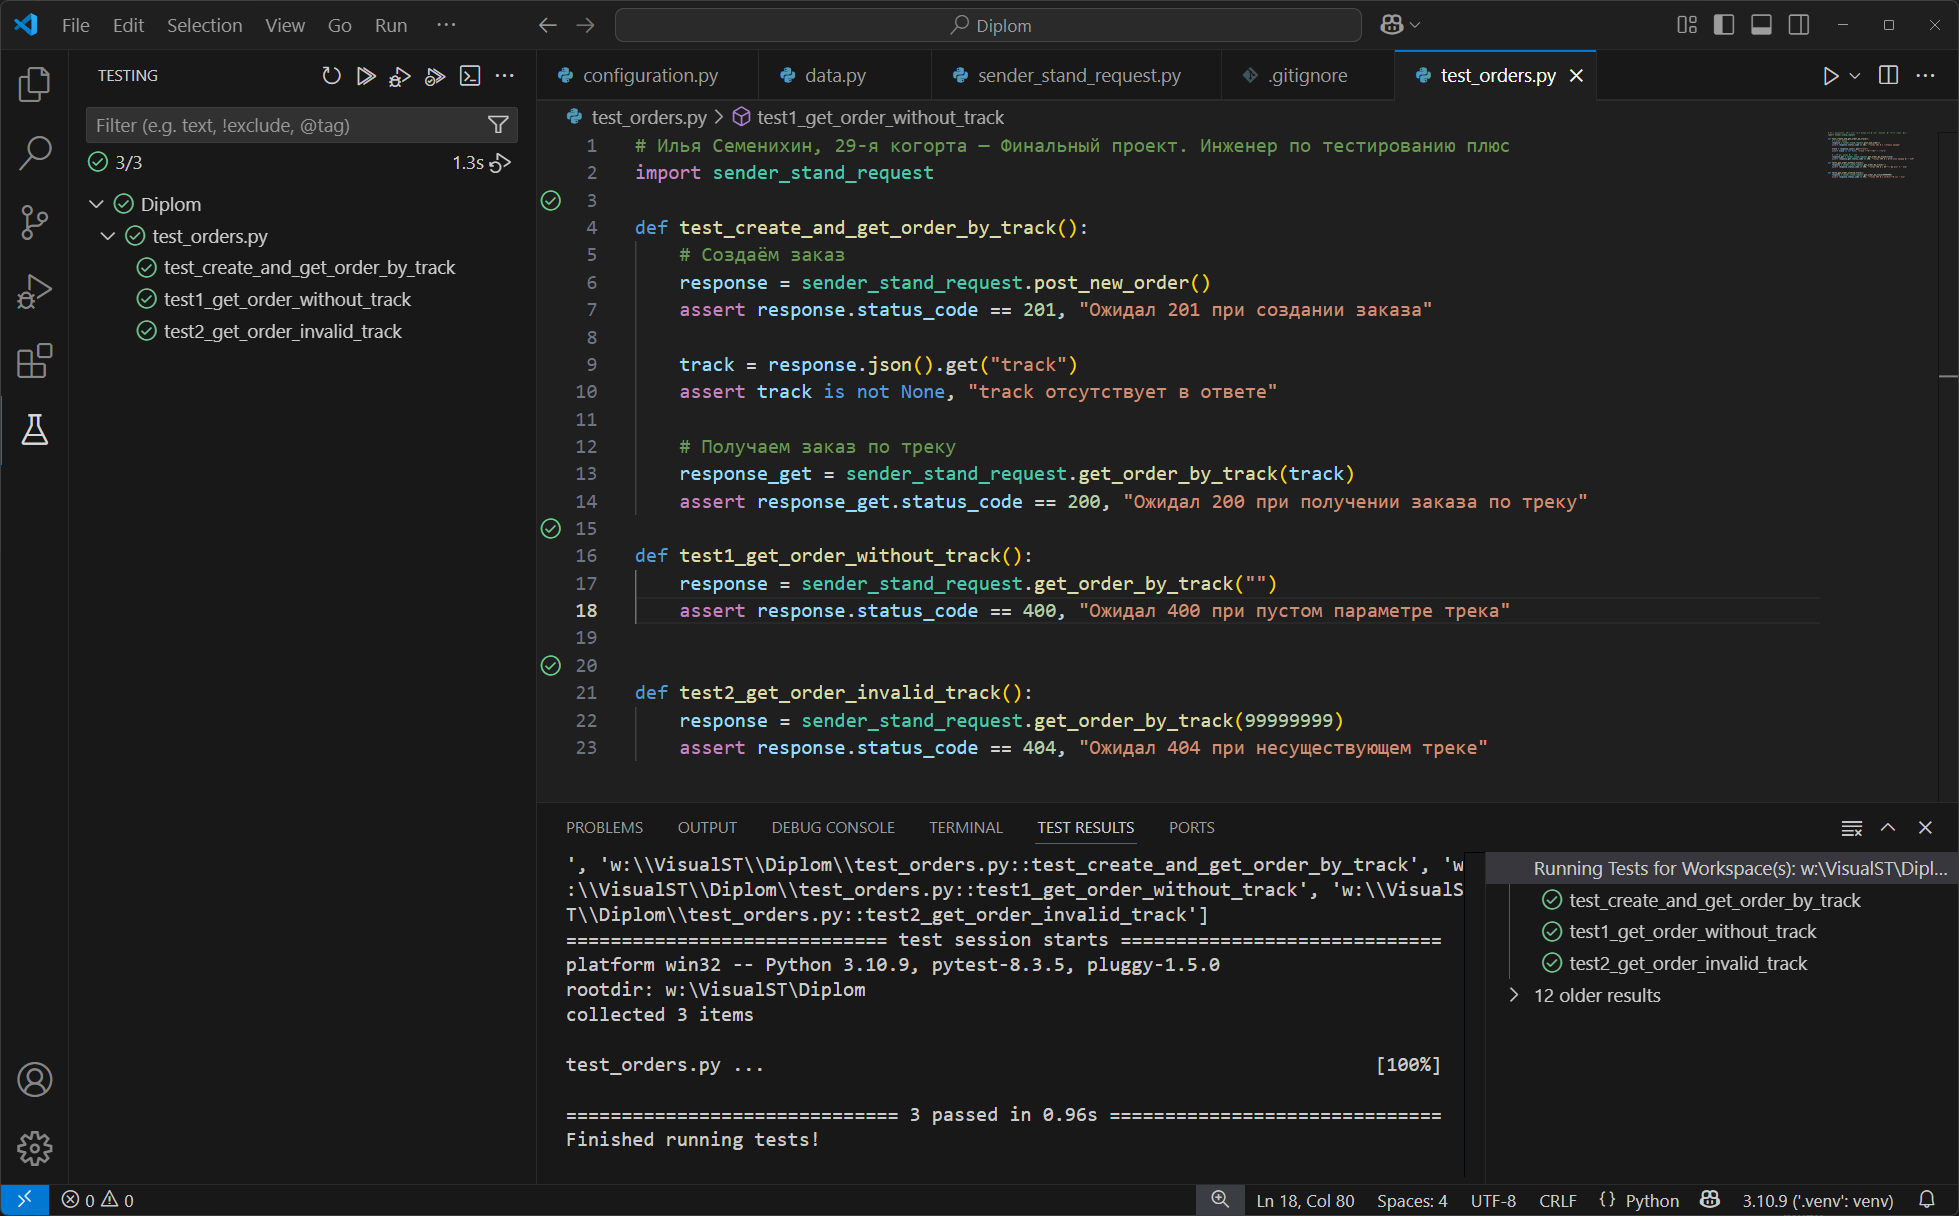 File Edit Selection View Go Run ···
Diplom
TESTING
Filter (e.g. text, !exclude, @tag)
3/3 1.3s
Diplom
test_orders.py
test_create_and_get_order_by_track
test1_get_order_without_track
test2_get_order_invalid_track
configuration.py data.py sender_stand_request.py .gitignore test_orders.py
test_orders.py > test1_get_order_without_track
1 # Илья Семенихин, 29-я когорта — Финальный проект. Инженер по тестированию плюс
2 import sender_stand_request
3
4 def test_create_and_get_order_by_track():
5 # Создаём заказ
6 response = sender_stand_request.post_new_order()
7 assert response.status_code == 201, "Ожидал 201 при создании заказа"
8
9 track = response.json().get("track")
10 assert track is not None, "track отсутствует в ответе"
11
12 # Получаем заказ по треку
13 response_get = sender_stand_request.get_order_by_track(track)
14 assert response_get.status_code == 200, "Ожидал 200 при получении заказа по треку"
15
16 def test1_get_order_without_track():
17 response = sender_stand_request.get_order_by_track("")
18 assert response.status_code == 400, "Ожидал 400 при пустом параметре трека"
19
20
21 def test2_get_order_invalid_track():
22 response = sender_stand_request.get_order_by_track(99999999)
23 assert response.status_code == 404, "Ожидал 404 при несуществующем треке"
PROBLEMS OUTPUT DEBUG CONSOLE TERMINAL TEST RESULTS PORTS
', 'w:\\VisualST\\Diplom\\test_orders.py::test_create_and_get_order_by_track', 'w
:\\VisualST\\Diplom\\test_orders.py::test1_get_order_without_track', 'w:\\VisualS
T\\Diplom\\test_orders.py::test2_get_order_invalid_track']
============================= test session starts =============================
platform win32 -- Python 3.10.9, pytest-8.3.5, pluggy-1.5.0
rootdir: w:\VisualST\Diplom
collected 3 items
test_orders.py ... [100%]
============================== 3 passed in 0.96s ==============================
Finished running tests!
Running Tests for Workspace(s): w:\VisualST\Dipl...
test_create_and_get_order_by_track
test1_get_order_without_track
test2_get_order_invalid_track
12 older results
0 0 Ln 18, Col 80 Spaces: 4 UTF-8 CRLF {} Python 3.10.9 ('.venv': venv)